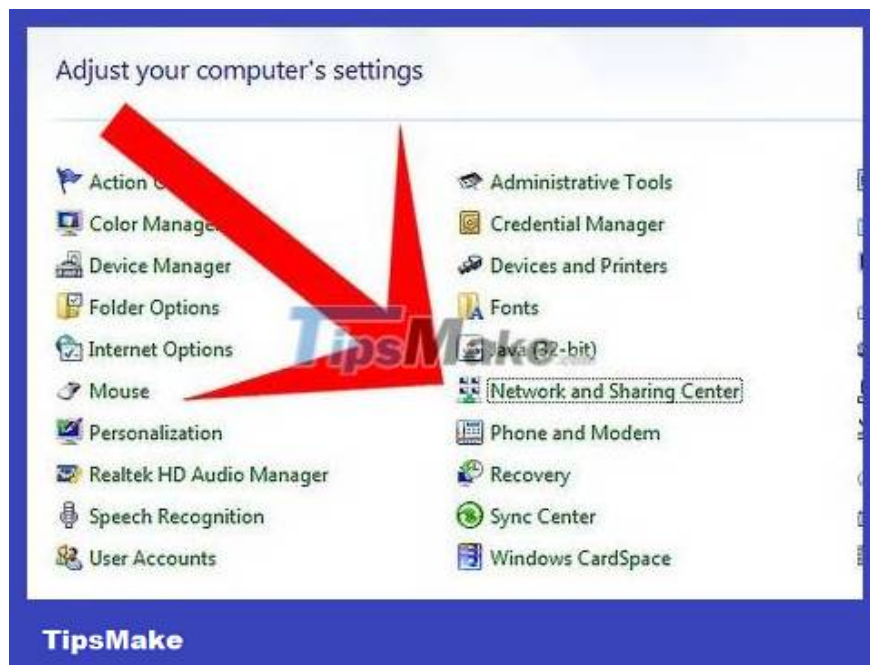 Adjust your computer's settings
Action
Administrative Tools
Color Manage
Credential Manager
Device Manager
Devices and Printers
Folder Options
Fonts
Internet Options
Java (32-bit)
Mouse
Network and Sharing Center
Personalization
Phone and Modem
Realtek HD Audio Manager
Recovery
Speech Recognition
Sync Center
User Accounts
Windows CardSpace
TipsMake.com
TipsMake